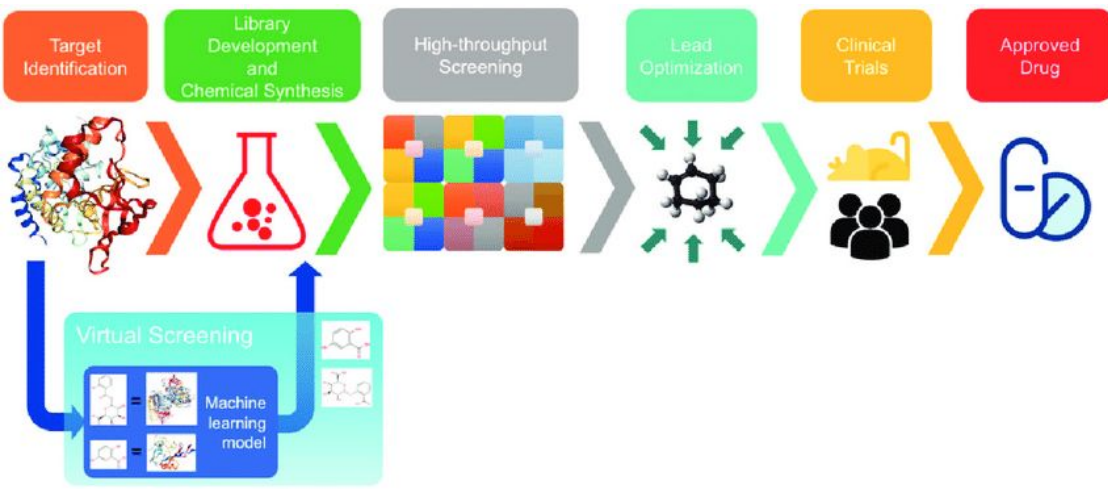 Target
Identification
Library
Development
and
Chemical Synthesis
High-throughput
Screening
Lead
Optimization
Clinical
Trials
Approved
Drug
Virtual Screening
=
=
Machine
learning
model